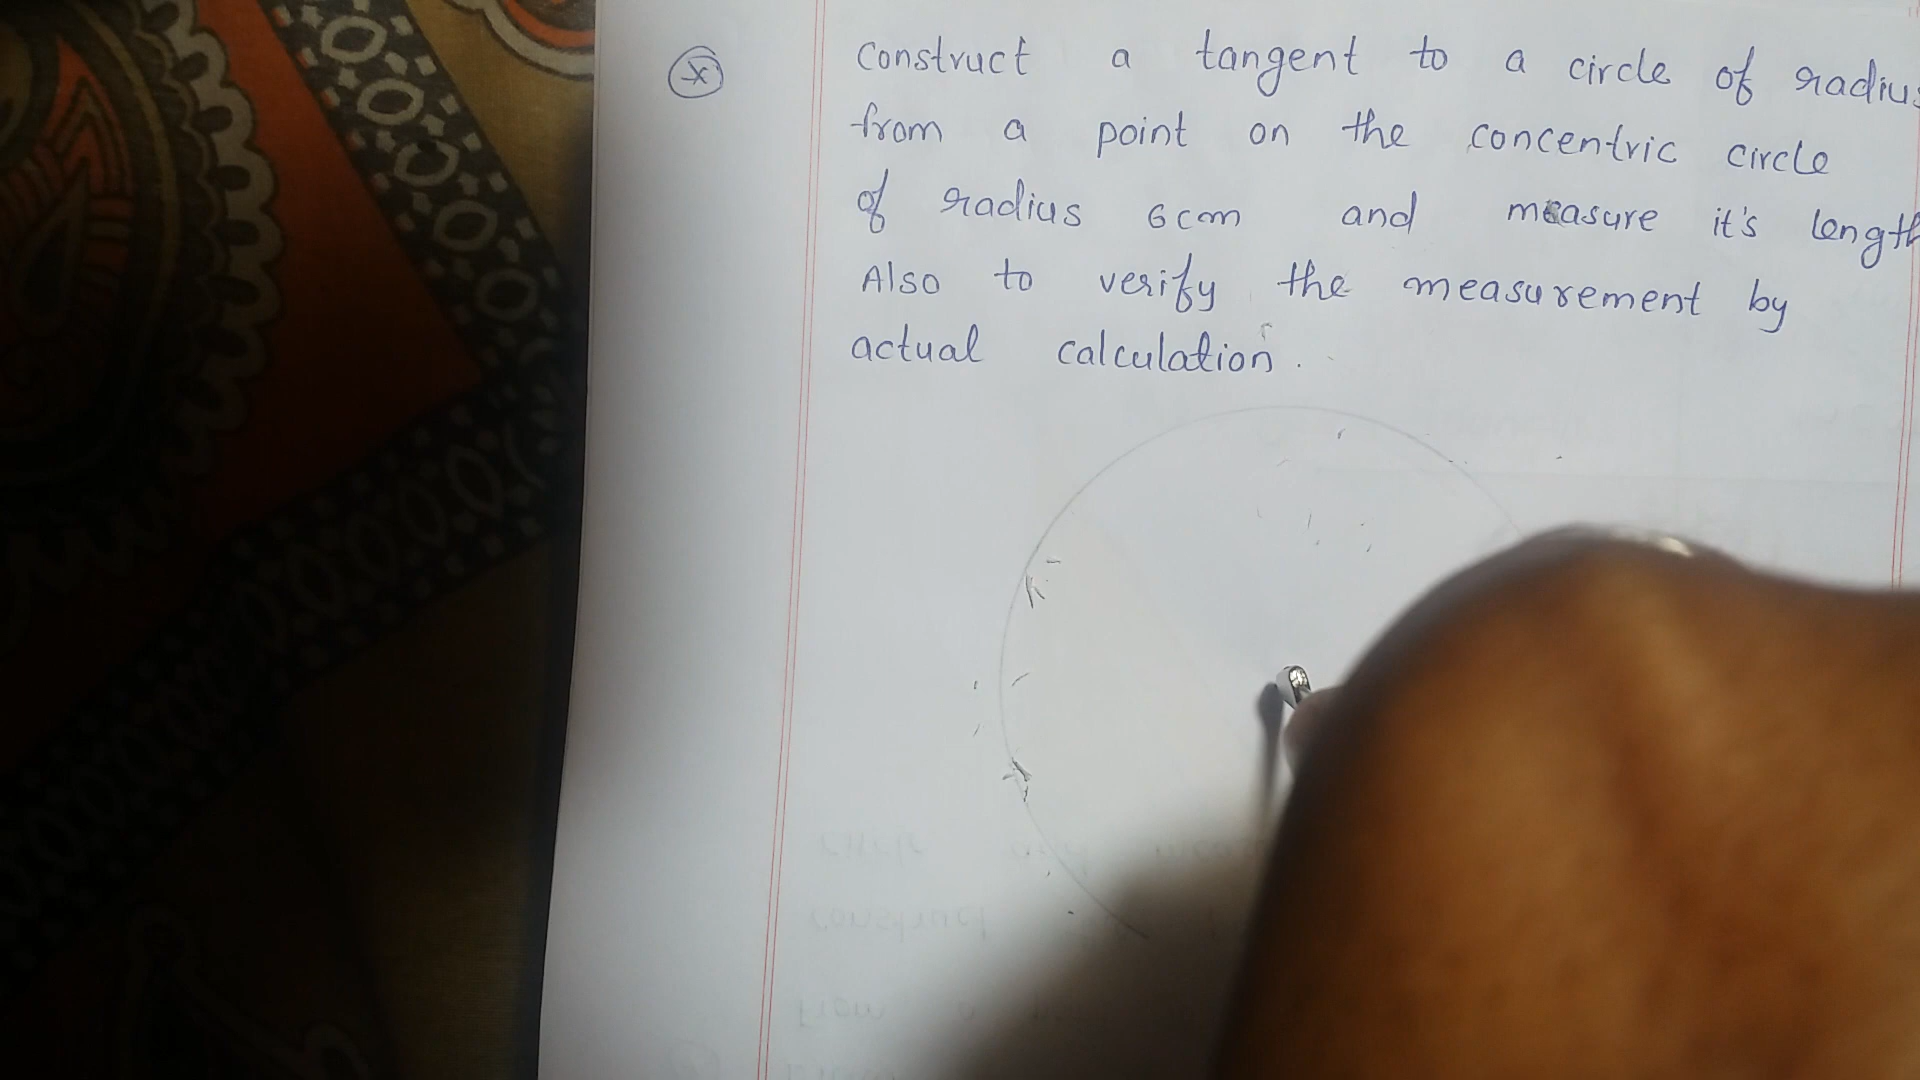 Construct a tangent to a circle of radius
from a point on the concentric circle
of radius 6cm and measure it's length
Also to verify the measurement by
actual calculation.